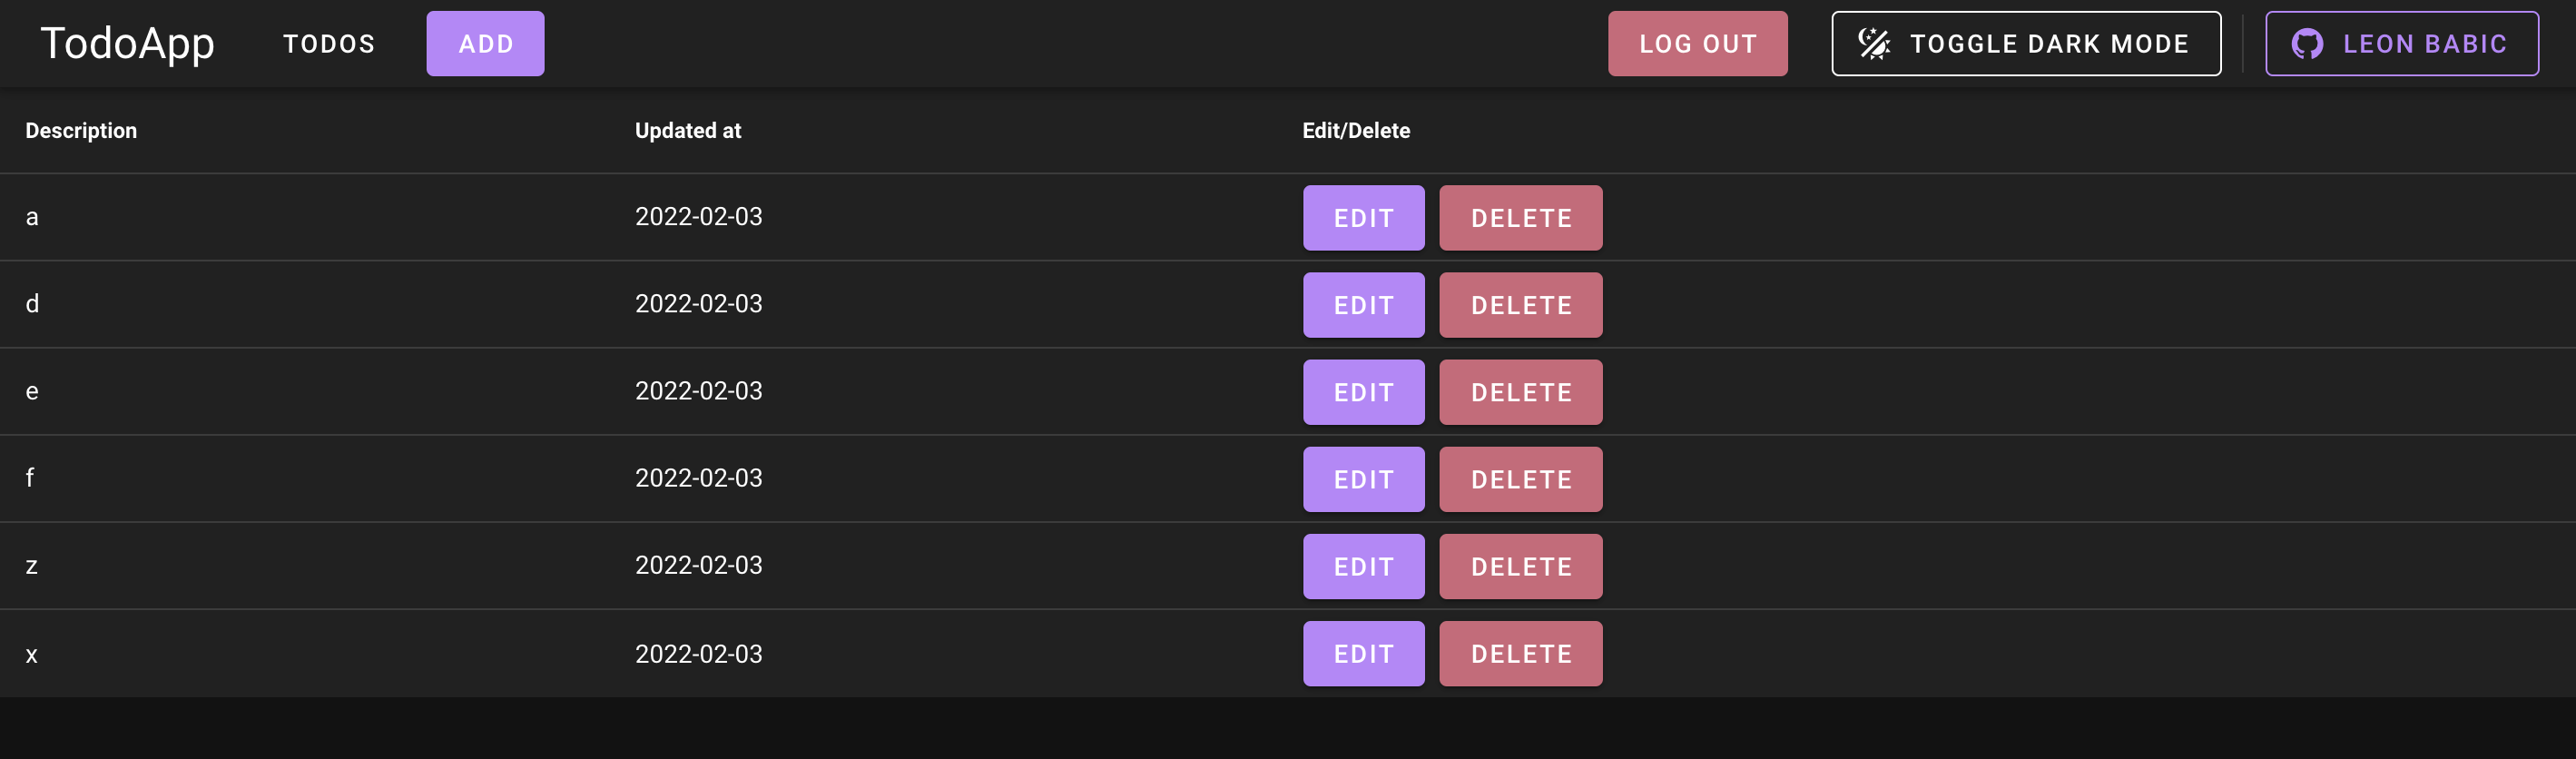 TodoApp TODOS ADD LOG OUT TOGGLE DARK MODE LEON BABIC
Description Updated at Edit/Delete
a 2022-02-03 EDIT DELETE
d 2022-02-03 EDIT DELETE
e 2022-02-03 EDIT DELETE
f 2022-02-03 EDIT DELETE
z 2022-02-03 EDIT DELETE
x 2022-02-03 EDIT DELETE